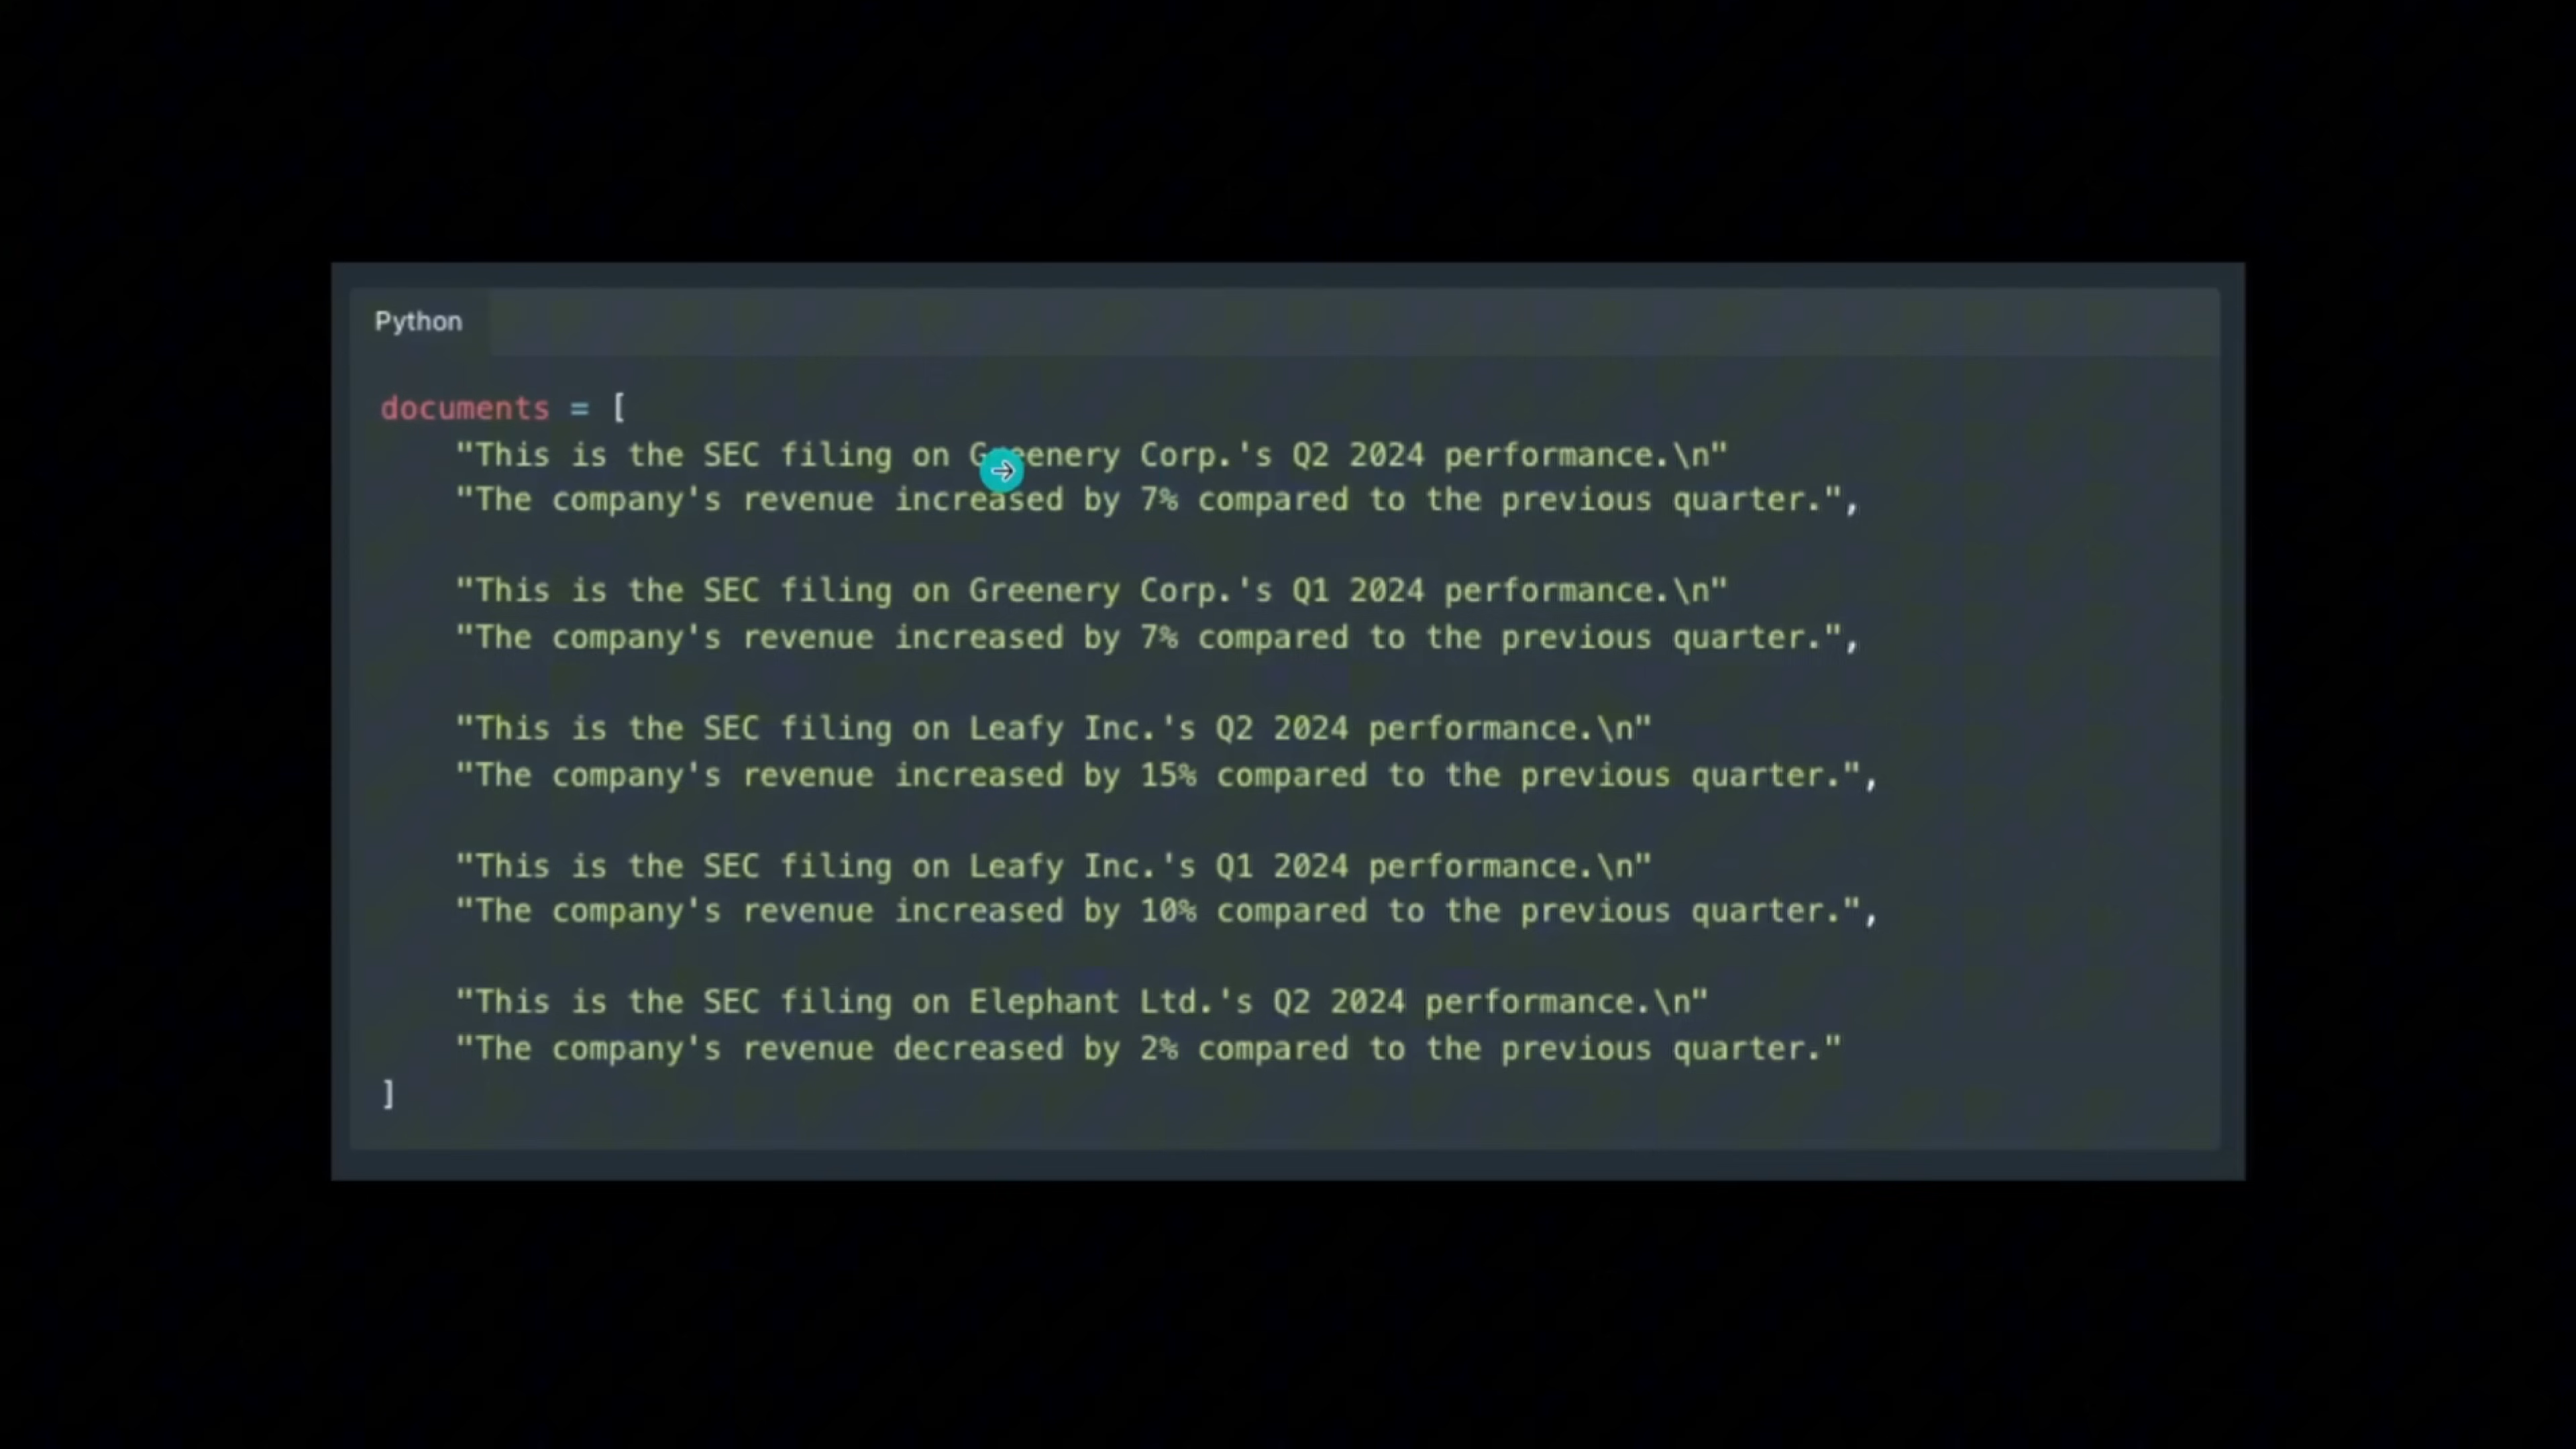 Python
documents = [
"This is the SEC filing on Greenery Corp.'s Q2 2024 performance.\n"
"The company's revenue increased by 7% compared to the previous quarter.",
"This is the SEC filing on Greenery Corp.'s Q1 2024 performance.\n"
"The company's revenue increased by 7% compared to the previous quarter.",
"This is the SEC filing on Leafy Inc.'s Q2 2024 performance.\n"
"The company's revenue increased by 15% compared to the previous quarter.",
"This is the SEC filing on Leafy Inc.'s Q1 2024 performance.\n"
"The company's revenue increased by 10% compared to the previous quarter.",
"This is the SEC filing on Elephant Ltd.'s Q2 2024 performance.\n"
"The company's revenue decreased by 2% compared to the previous quarter."
]